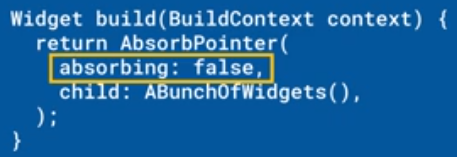 Widget build(BuildContext context) {
  return AbsorbPointer(
    absorbing: false,
    child: ABunchOfWidgets(),
  );
}